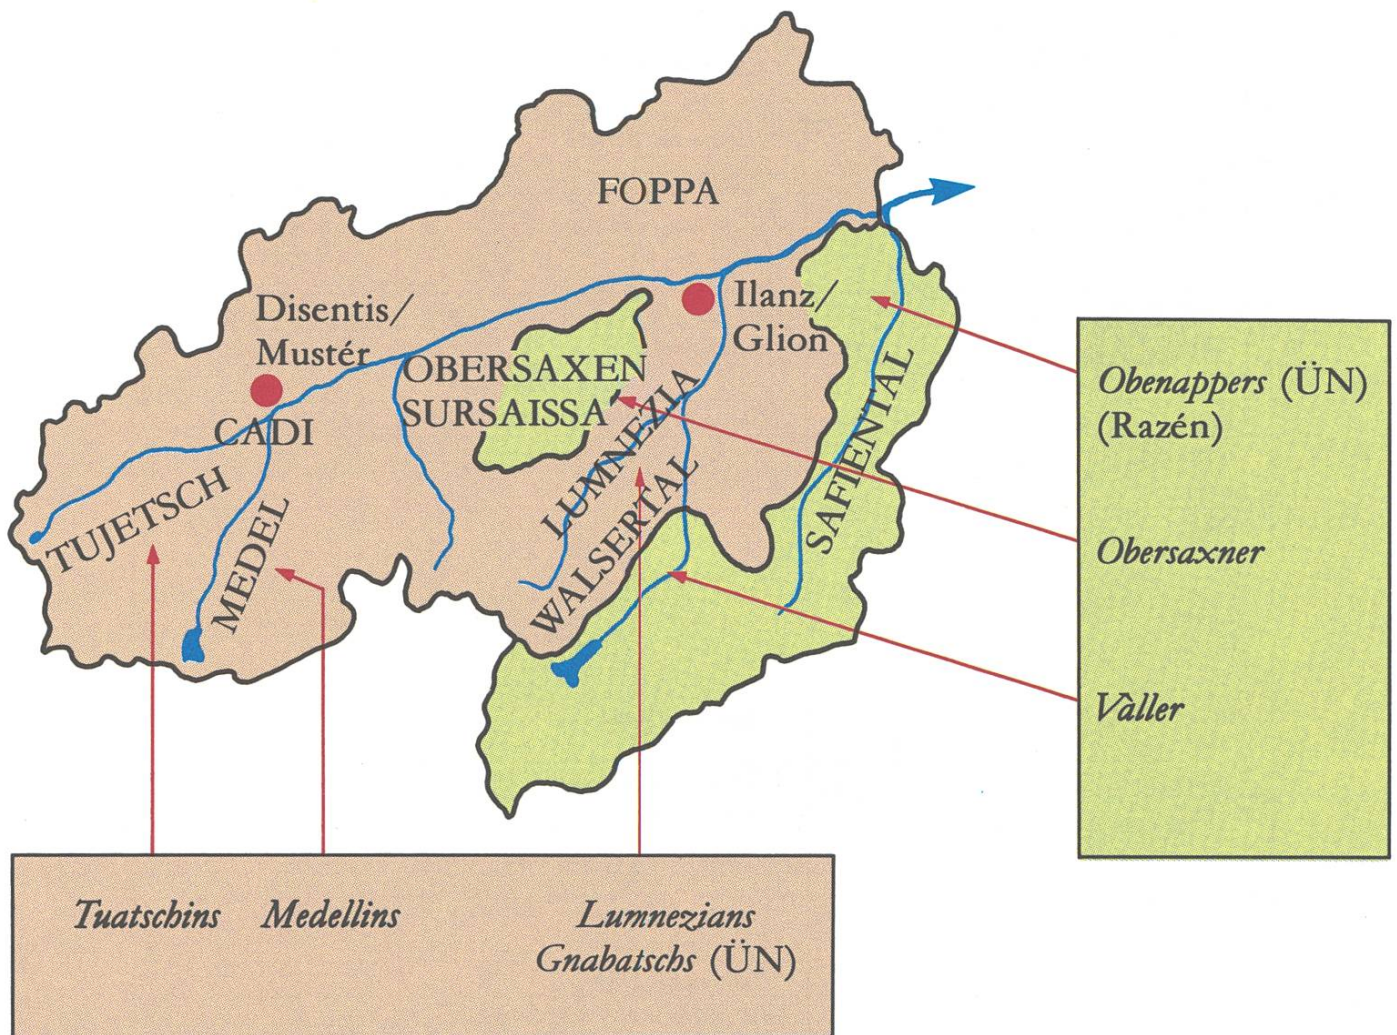 FOPPA
Disentis/
Mustér
Ilanz/
Glion
OBERSAXEN
SURSAISSA
CADI
TUJETSCH
MEDEL
LUMNEZIA
WALSERTAL
SAFIENTAL
Obenappers (ÜN)
(Razén)
Obersaxner
Vàller
Tuatschins
Medellins
Lumnezians
Gnabatschs (ÜN)